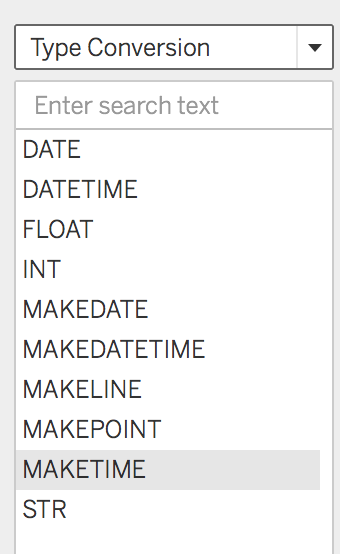 Type Conversion
Enter search text
DATE
DATETIME
FLOAT
INT
MAKEDATE
MAKEDATETIME
MAKELINE
MAKEPOINT
MAKETIME
STR